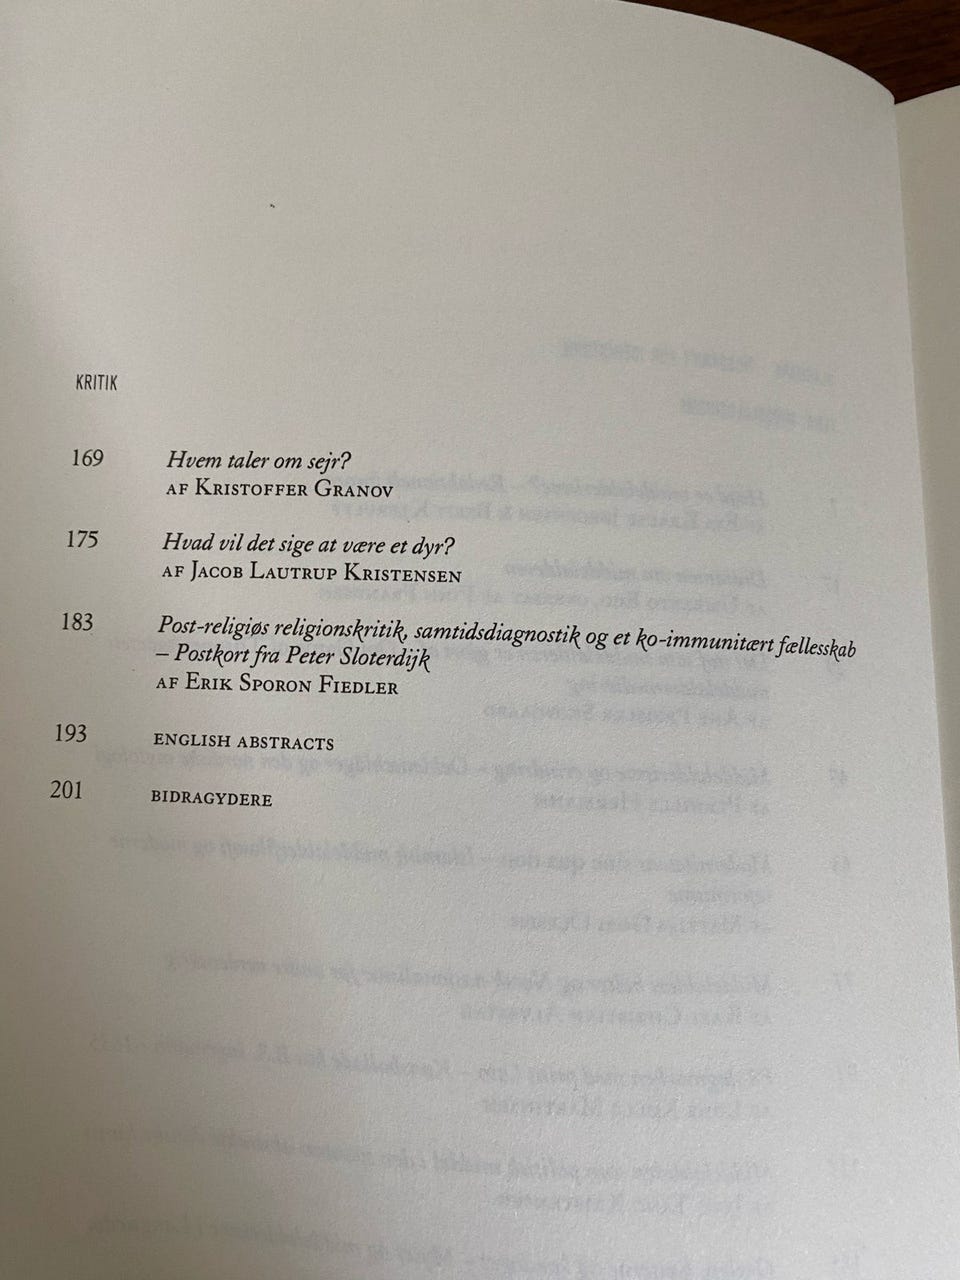 KRITIK
169 Hvem taler om sejr?
AF KRISTOFFER GRANOV
175 Hvad vil det sige at være et dyr?
AF JACOB LAUTRUP KRISTENSEN
183 Post-religiøs religionskritik, samtidsdiagnostik og et ko-immunitært fællesskab
– Postkort fra Peter Sloterdijk
AF ERIK SPORON FIEDLER
193 ENGLISH ABSTRACTS
201 BIDRAGYDERE